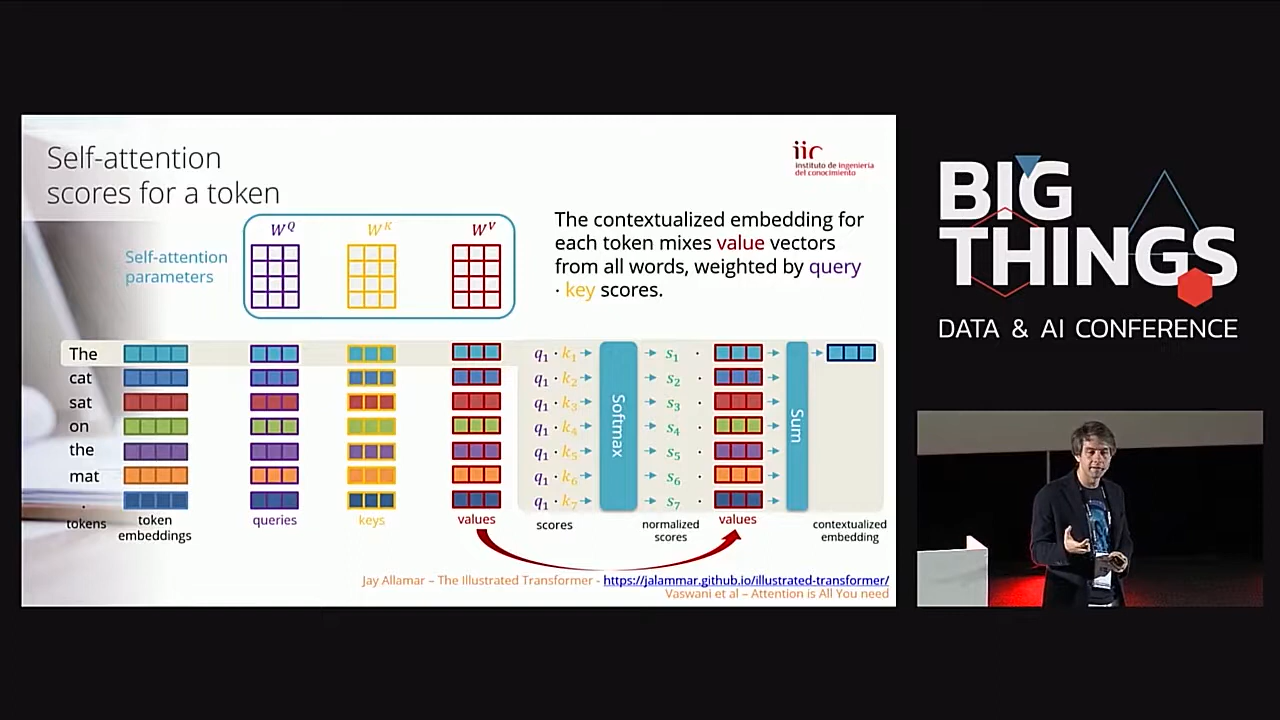 Self-attention
scores for a token
iic
instituto de ingeniería
del conocimiento
W^Q W^K W^V
Self-attention
parameters
The contextualized embedding for
each token mixes value vectors
from all words, weighted by query
· key scores.
The q₁ · k₁ s₁ ·
cat q₁ · k₂ s₂ ·
sat q₁ · k₃ s₃ ·
on q₁ · k₄ s₄ ·
the q₁ · k₅ s₅ ·
mat q₁ · k₆ s₆ ·
. q₁ · k₇ s₇ ·
Softmax
Sum
tokens
token
embeddings
queries
keys
values
scores
normalized
scores
values
contextualized
embedding
Jay Allamar – The Illustrated Transformer - https://jalammar.github.io/illustrated-transformer/
Vaswani et al – Attention is All You need
BIG
THINGS
DATA & AI CONFERENCE